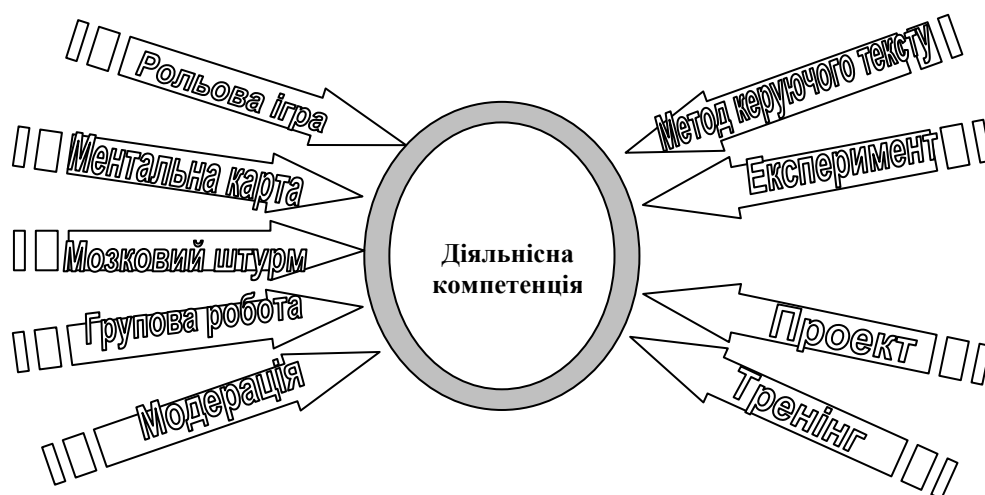 Рольова ігра
Ментальна карта
Мозковий штурм
Групова робота
Модерація
Діяльнісна
компетенція
Метод керуючого тексту
Експеримент
Проект
Тренінг